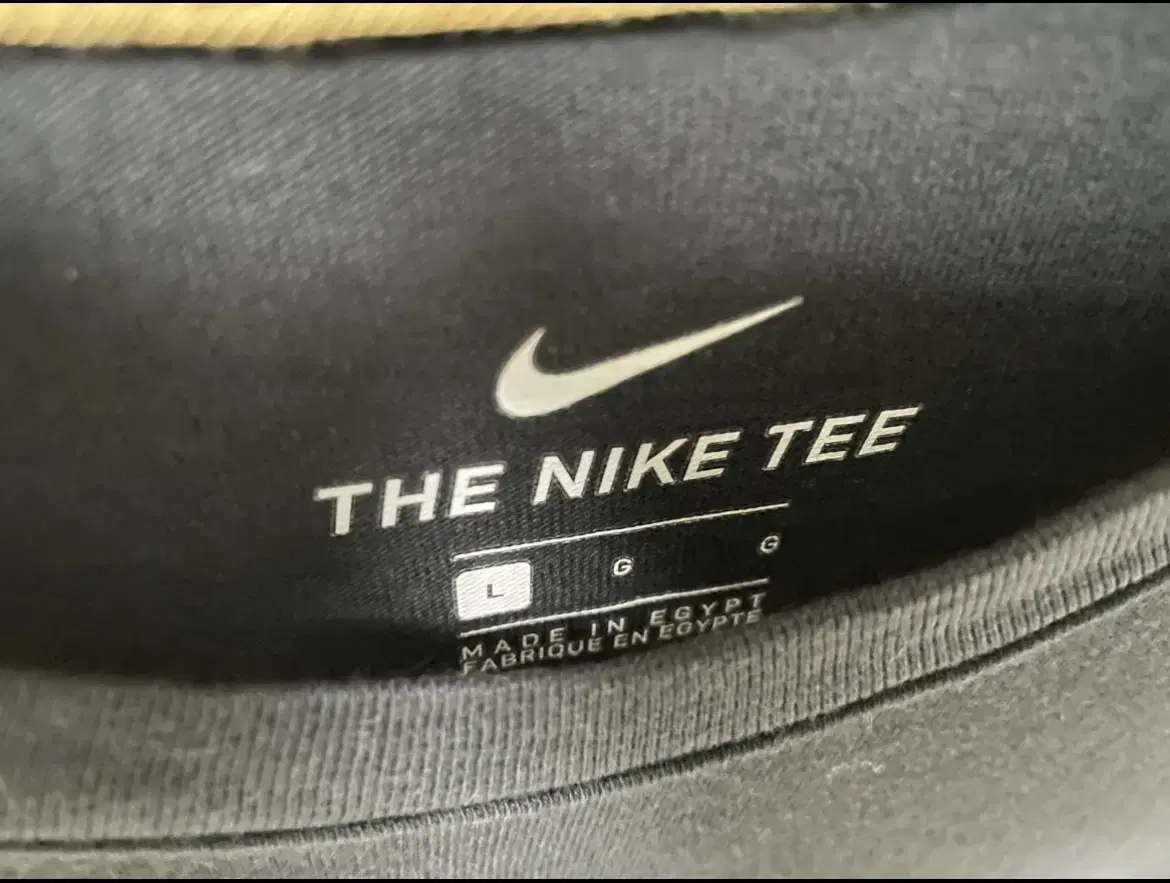 THE NIKE TEE
L G G
MADE IN EGYPT
FABRIQUE EN EGYPTE